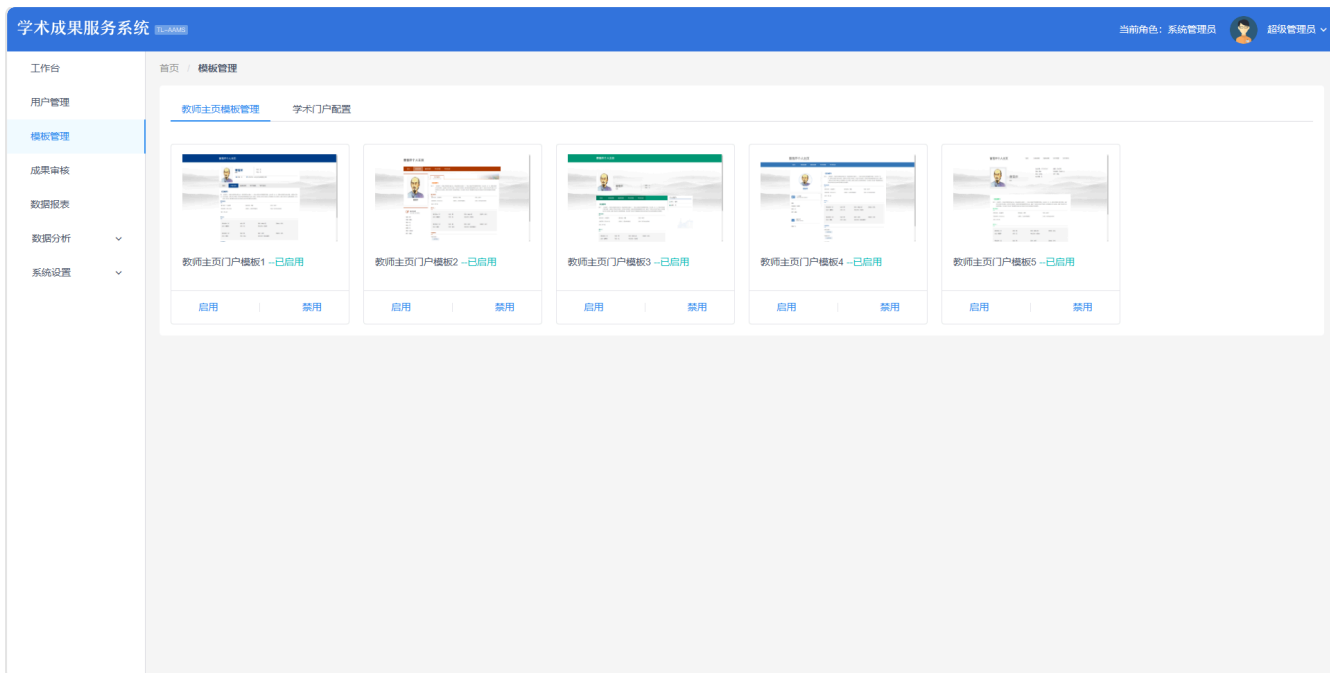 学术成果服务系统 TL-AAMS
当前角色：系统管理员 超级管理员
工作台
用户管理
模板管理
成果审核
数据报表
数据分析
系统设置
首页 / 模板管理
教师主页模板管理 学术门户配置
教师主页门户模板1 --已启用
启用 禁用
教师主页门户模板2 --已启用
启用 禁用
教师主页门户模板3 --已启用
启用 禁用
教师主页门户模板4 --已启用
启用 禁用
教师主页门户模板5 --已启用
启用 禁用